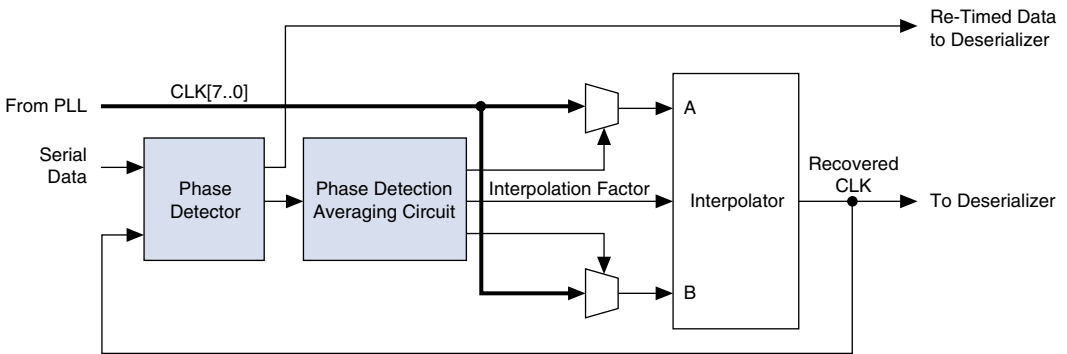 Re-Timed Data
to Deserializer
CLK[7..0]
From PLL
A
Serial
Data
Phase
Detector
Phase Detection
Averaging Circuit
Interpolation Factor
Interpolator
Recovered
CLK
To Deserializer
B